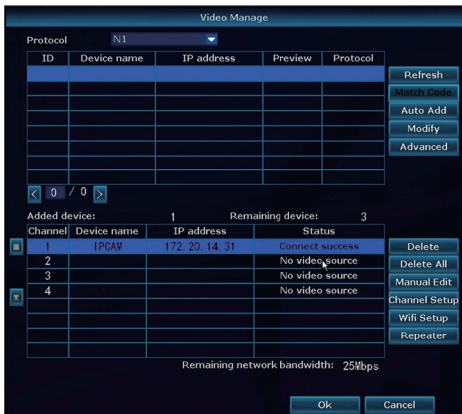 Video Manage
Protocol N1
ID Device name IP address Preview Protocol
Refresh
Match Code
Auto Add
Modify
Advanced
0 / 0
Added device: 1 Remaining device: 3
Channel Device name IP address Status
1 IPCAM 172. 20. 14. 31 Connect success Delete
2 No video source Delete All
3 No video source Manual Edit
4 No video source Channel Setup
Wifi Setup
Repeater
Remaining network bandwidth: 25Mbps
Ok Cancel